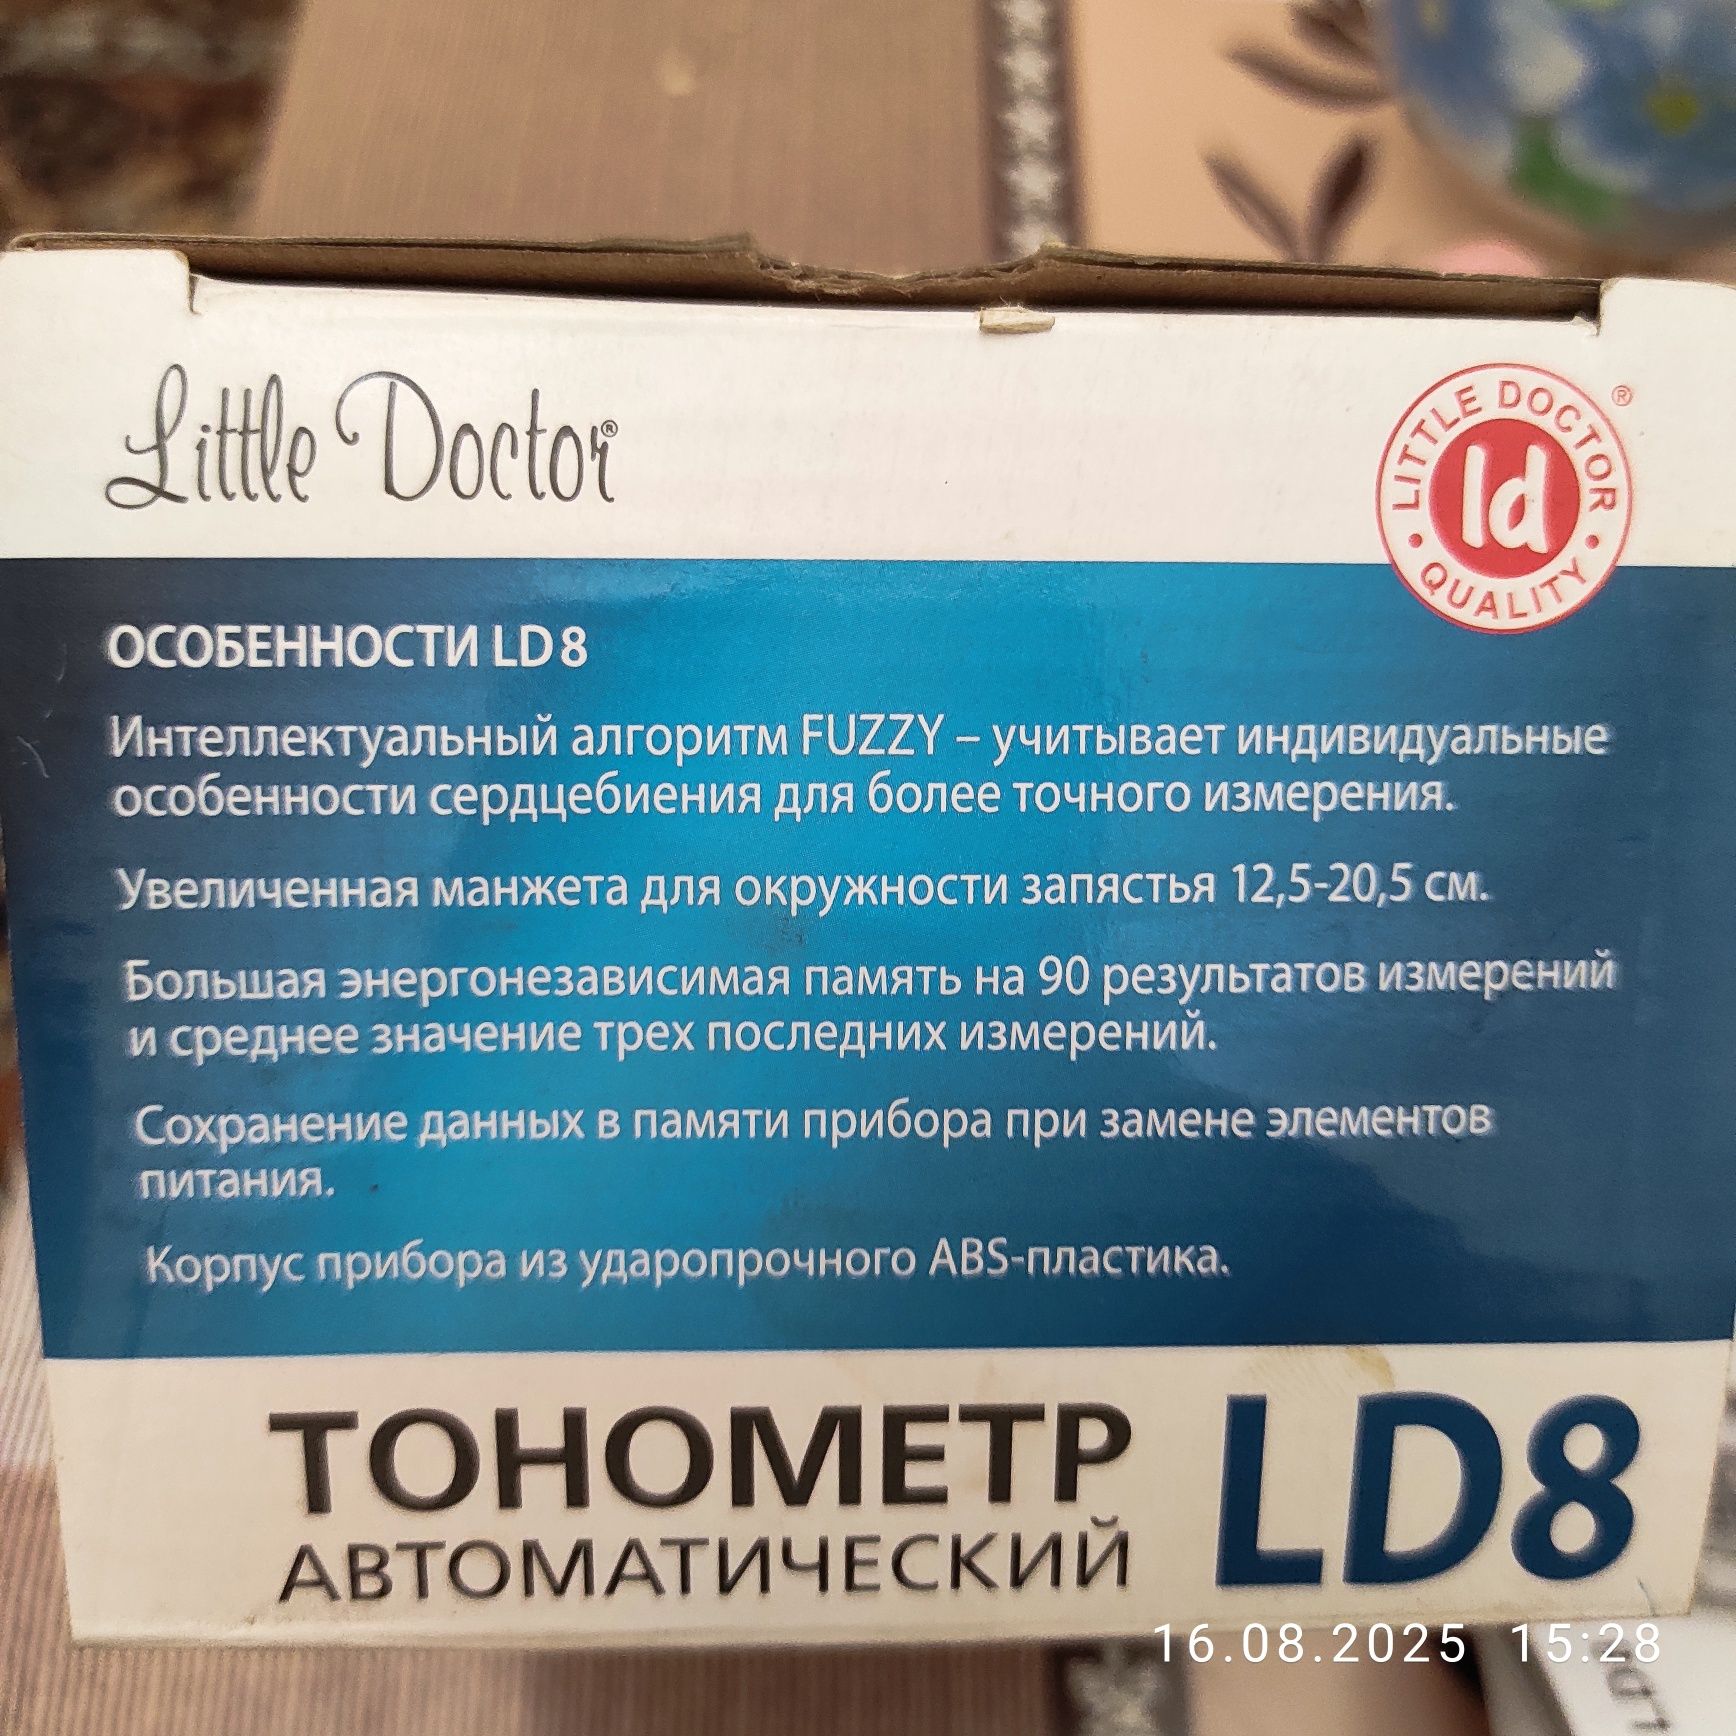 Little Doctor®
LITTLE DOCTOR ®
ld
• QUALITY •
ОСОБЕННОСТИ LD 8
Интеллектуальный алгоритм FUZZY – учитывает индивидуальные
особенности сердцебиения для более точного измерения.
Увеличенная манжета для окружности запястья 12,5-20,5 см.
Большая энергонезависимая память на 90 результатов измерений
и среднее значение трех последних измерений.
Сохранение данных в памяти прибора при замене элементов
питания.
Корпус прибора из ударопрочного ABS-пластика.
ТОНОМЕТР
АВТОМАТИЧЕСКИЙ
LD8
16.08.2025 15:28